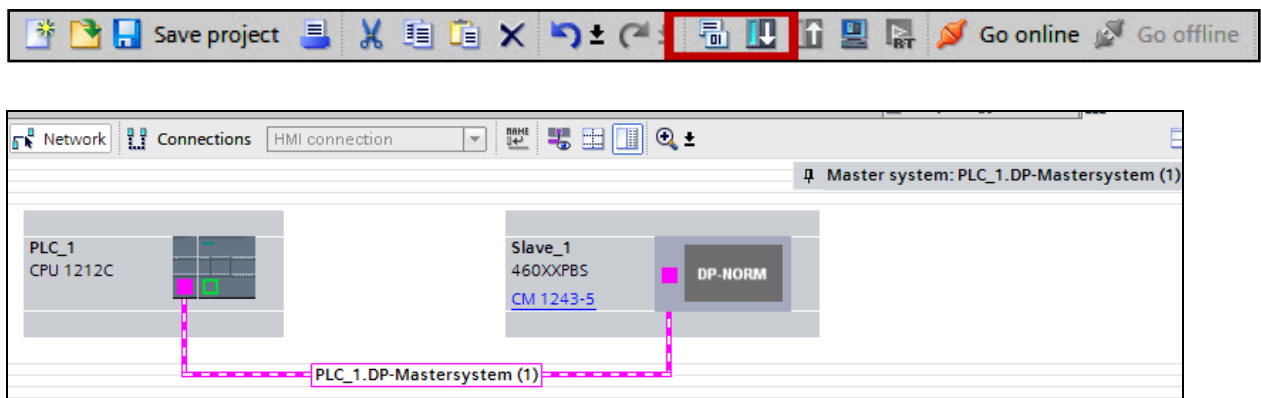 Save project Go online Go offline
Network Connections HMI connection
Master system: PLC_1.DP-Mastersystem (1)
PLC_1
CPU 1212C
Slave_1
460XXPBS
CM 1243-5
DP-NORM
PLC_1.DP-Mastersystem (1)